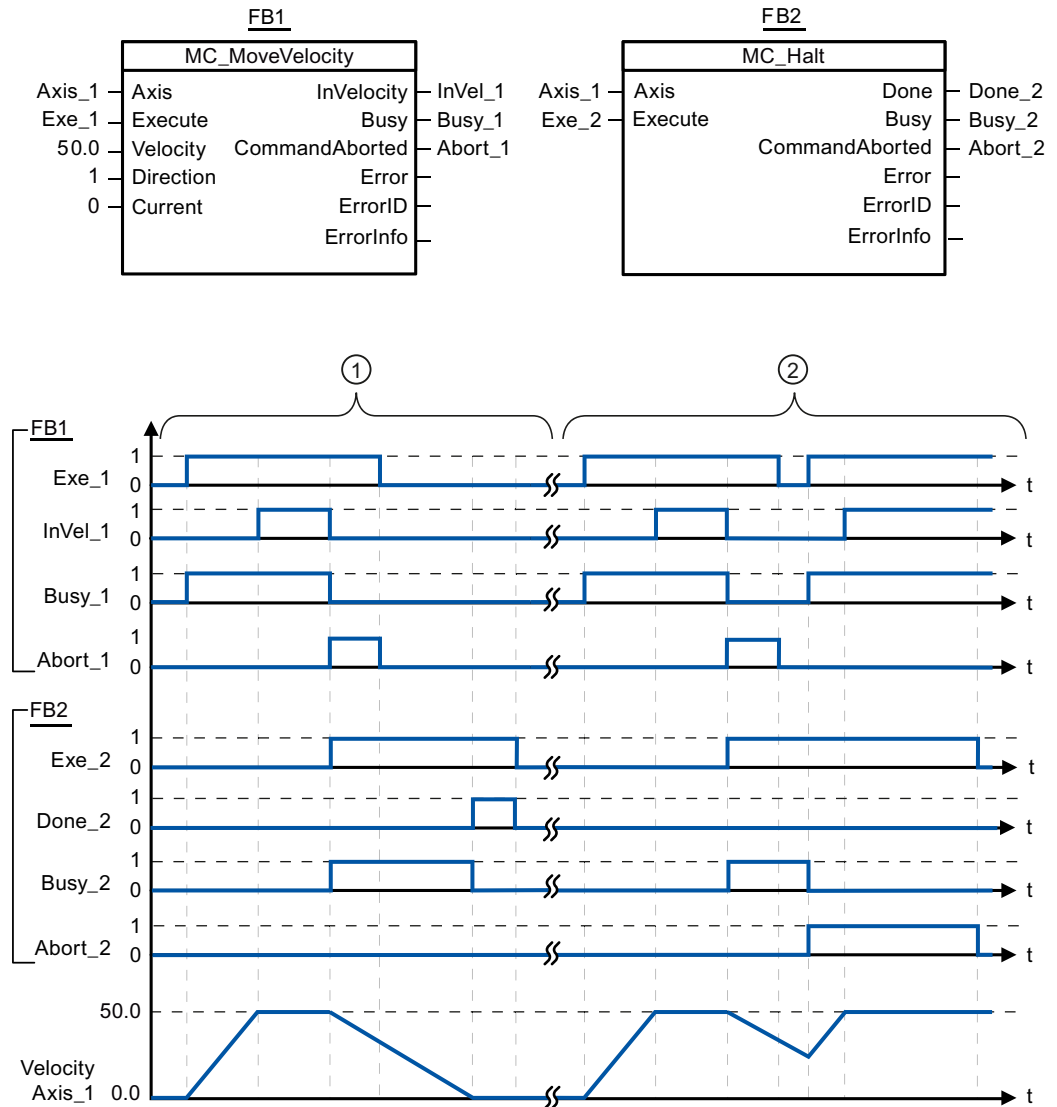 FB1
MC_MoveVelocity
Axis_1 Axis InVelocity InVel_1
Exe_1 Execute Busy Busy_1
50.0 Velocity CommandAborted Abort_1
1 Direction Error
0 Current ErrorID
ErrorInfo
FB2
MC_Halt
Axis_1 Axis Done Done_2
Exe_2 Execute Busy Busy_2
CommandAborted Abort_2
Error
ErrorID
ErrorInfo
1 2
FB1
1
Exe_1 0 t
1
InVel_1 0 t
1
Busy_1 0 t
1
Abort_1 0 t
FB2
1
Exe_2 0 t
1
Done_2 0 t
1
Busy_2 0 t
1
Abort_2 0 t
50.0
Velocity
Axis_1 0.0 t